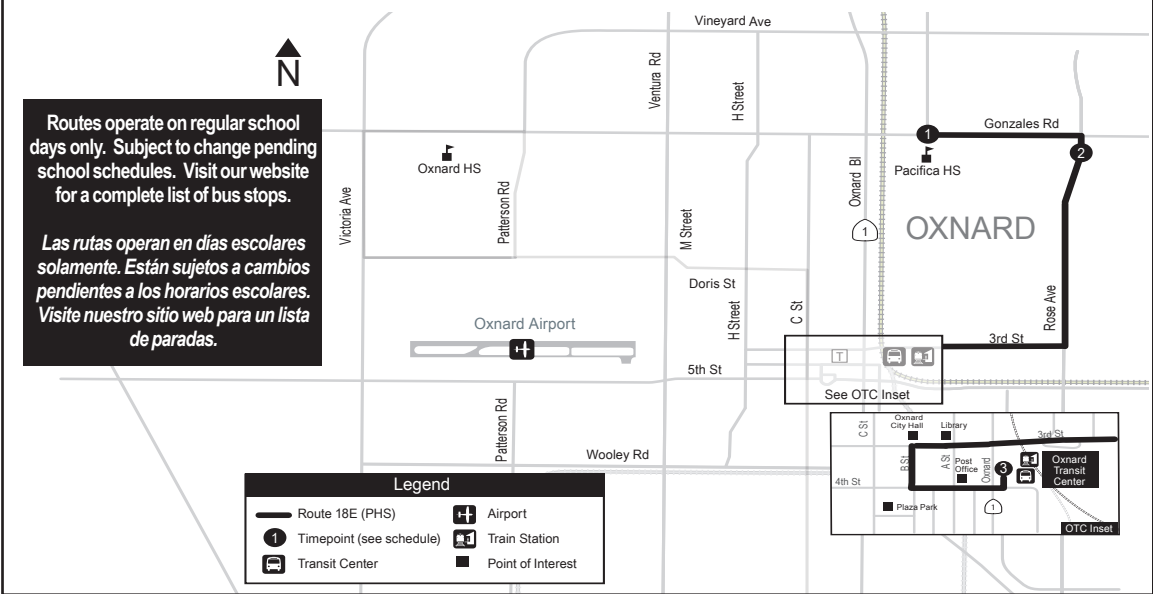 Vineyard Ave
N
Ventura Rd
H Street
Routes operate on regular school
days only. Subject to change pending
school schedules. Visit our website
for a complete list of bus stops.
Las rutas operan en días escolares
solamente. Están sujetos a cambios
pendientes a los horarios escolares.
Visite nuestro sitio web para un lista
de paradas.
1
Gonzales Rd
2
Oxnard HS
Pacifica HS
Victoria Ave
Patterson Rd
M Street
Oxnard Bl
1
OXNARD
Doris St
Rose Ave
H Street
C St
Oxnard Airport
3rd St
T
5th St
See OTC Inset
Patterson Rd
Wooley Rd
C St
Oxnard
City Hall
Library
3rd St
B St
A St
Post
Office
Oxnard
3
Oxnard
Transit
Center
4th St
Plaza Park
1
OTC Inset
Legend
Route 18E (PHS)
Airport
1
Timepoint (see schedule)
Train Station
Transit Center
Point of Interest